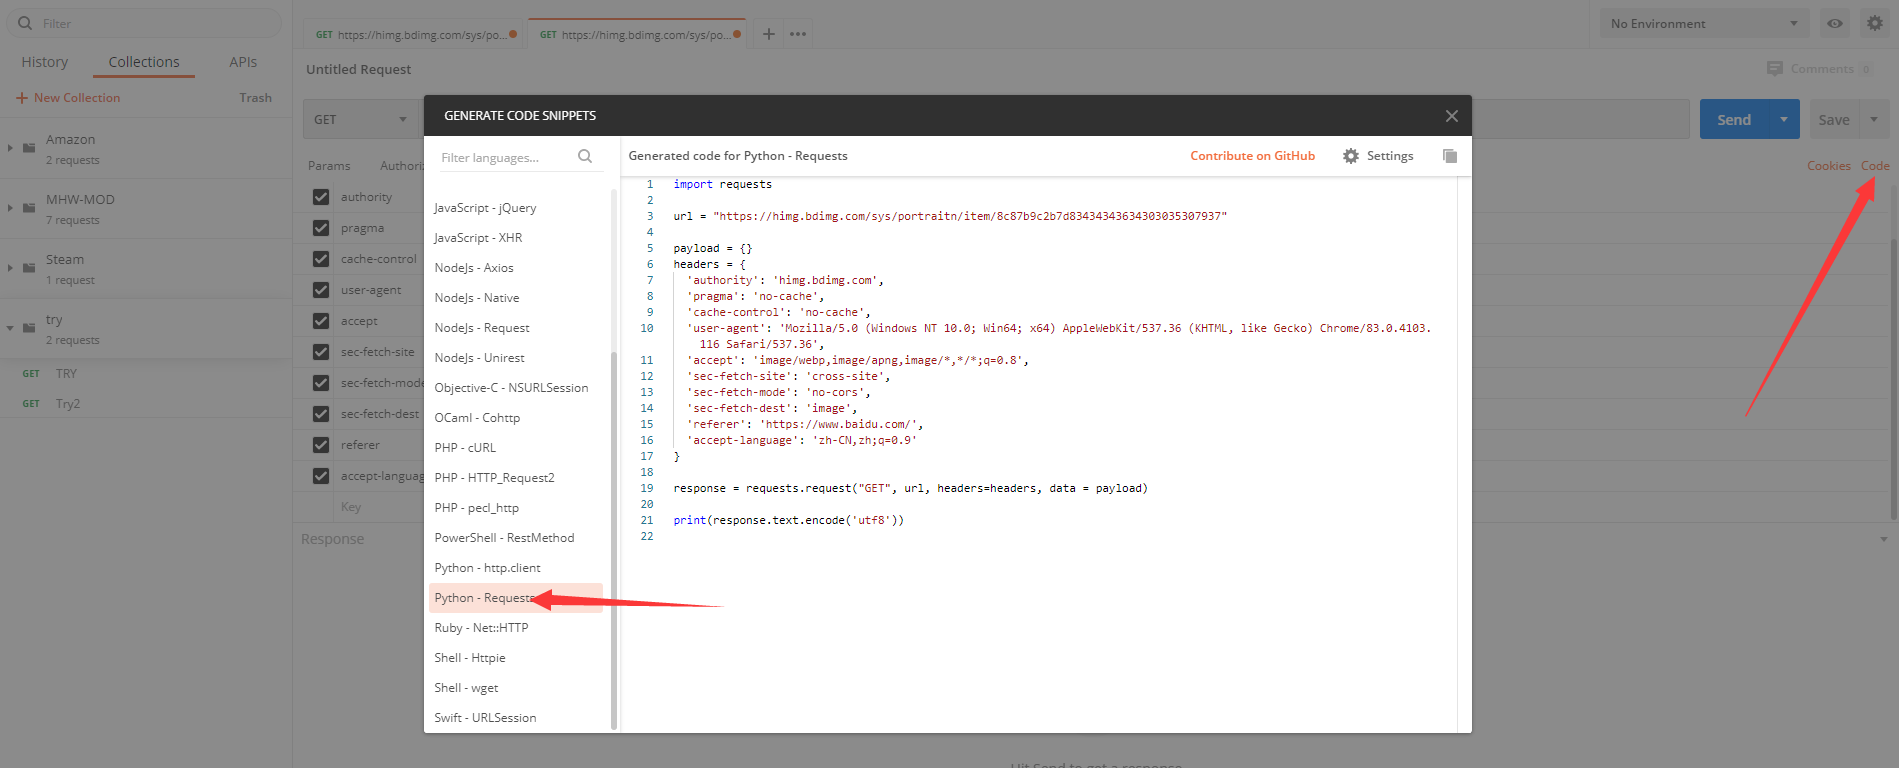 Filter
History Collections APIs
+ New Collection Trash
Amazon
2 requests
MHW-MOD
7 requests
Steam
1 request
try
2 requests
GET TRY
GET Try2
GET https://himg.bdimg.com/sys/po...
GET https://himg.bdimg.com/sys/po...
No Environment
Untitled Request
Comments 0
GET
Send
Save
Params
Authoriz
Cookies Code
authority
pragma
cache-control
user-agent
accept
sec-fetch-site
sec-fetch-mode
sec-fetch-dest
referer
accept-languag
Key
Response
GENERATE CODE SNIPPETS
Filter languages...
JavaScript - jQuery
JavaScript - XHR
NodeJs - Axios
NodeJs - Native
NodeJs - Request
NodeJs - Unirest
Objective-C - NSURLSession
OCaml - Cohttp
PHP - cURL
PHP - HTTP_Request2
PHP - pecl_http
PowerShell - RestMethod
Python - http.client
Python - Requests
Ruby - Net::HTTP
Shell - Httpie
Shell - wget
Swift - URLSession
Generated code for Python - Requests
Contribute on GitHub
Settings
1 import requests
2
3 url = "https://himg.bdimg.com/sys/portraitn/item/8c87b9c2b7d83434343634303035307937"
4
5 payload = {}
6 headers = {
7 'authority': 'himg.bdimg.com',
8 'pragma': 'no-cache',
9 'cache-control': 'no-cache',
10 'user-agent': 'Mozilla/5.0 (Windows NT 10.0; Win64; x64) AppleWebKit/537.36 (KHTML, like Gecko) Chrome/83.0.4103.
116 Safari/537.36',
11 'accept': 'image/webp,image/apng,image/*,*/*;q=0.8',
12 'sec-fetch-site': 'cross-site',
13 'sec-fetch-mode': 'no-cors',
14 'sec-fetch-dest': 'image',
15 'referer': 'https://www.baidu.com/',
16 'accept-language': 'zh-CN,zh;q=0.9'
17 }
18
19 response = requests.request("GET", url, headers=headers, data = payload)
20
21 print(response.text.encode('utf8'))
22
Hit Send to get a response